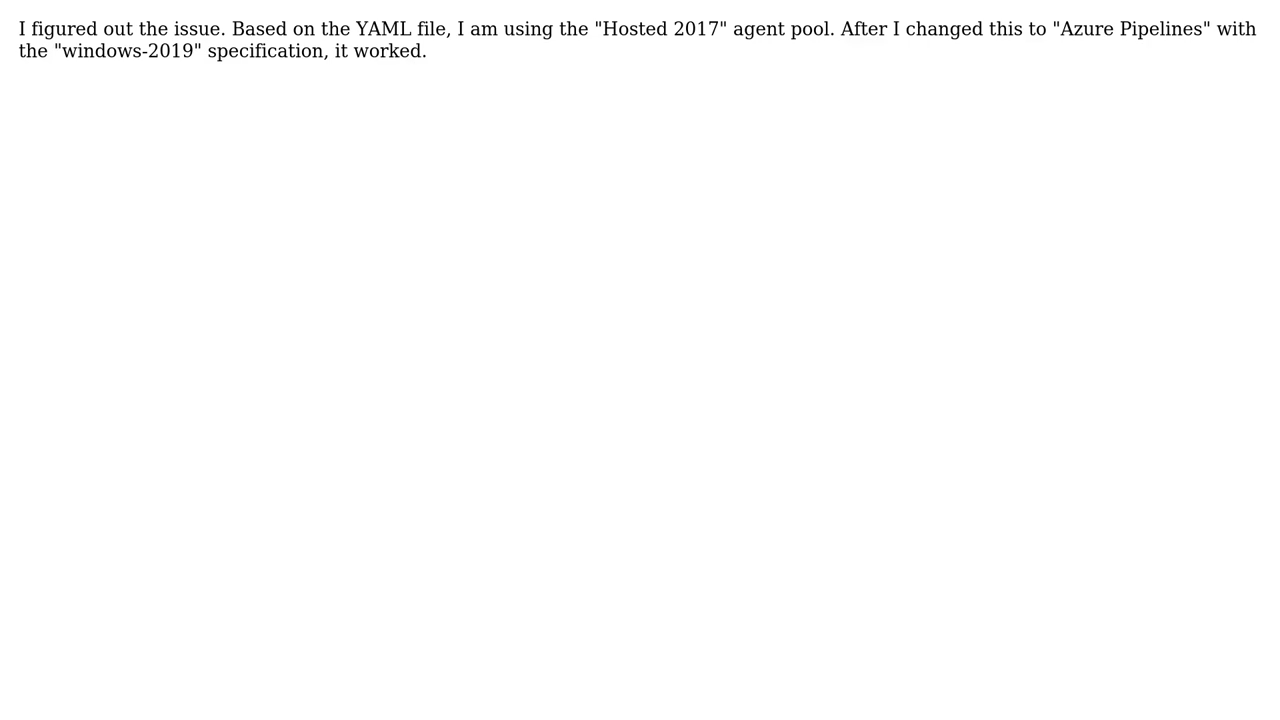 I figured out the issue. Based on the YAML file, I am using the "Hosted 2017" agent pool. After I changed this to "Azure Pipelines" with
the "windows-2019" specification, it worked.